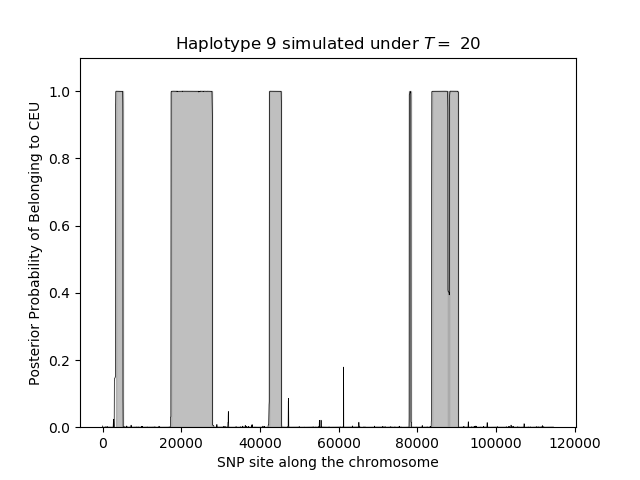 Haplotype 9 simulated under T = 20
Posterior Probability of Belonging to CEU
1.0
0.8
0.6
0.4
0.2
0.0
0 20000 40000 60000 80000 100000 120000
SNP site along the chromosome